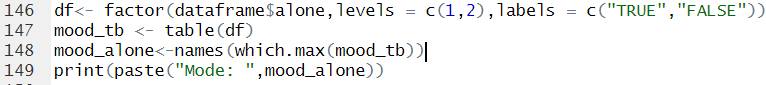 146 df<- factor(dataframe$alone,levels = c(1,2),labels = c("TRUE","FALSE"))
147 mood_tb <- table(df)
148 mood_alone<-names(which.max(mood_tb))
149 print(paste("Mode: ",mood_alone))